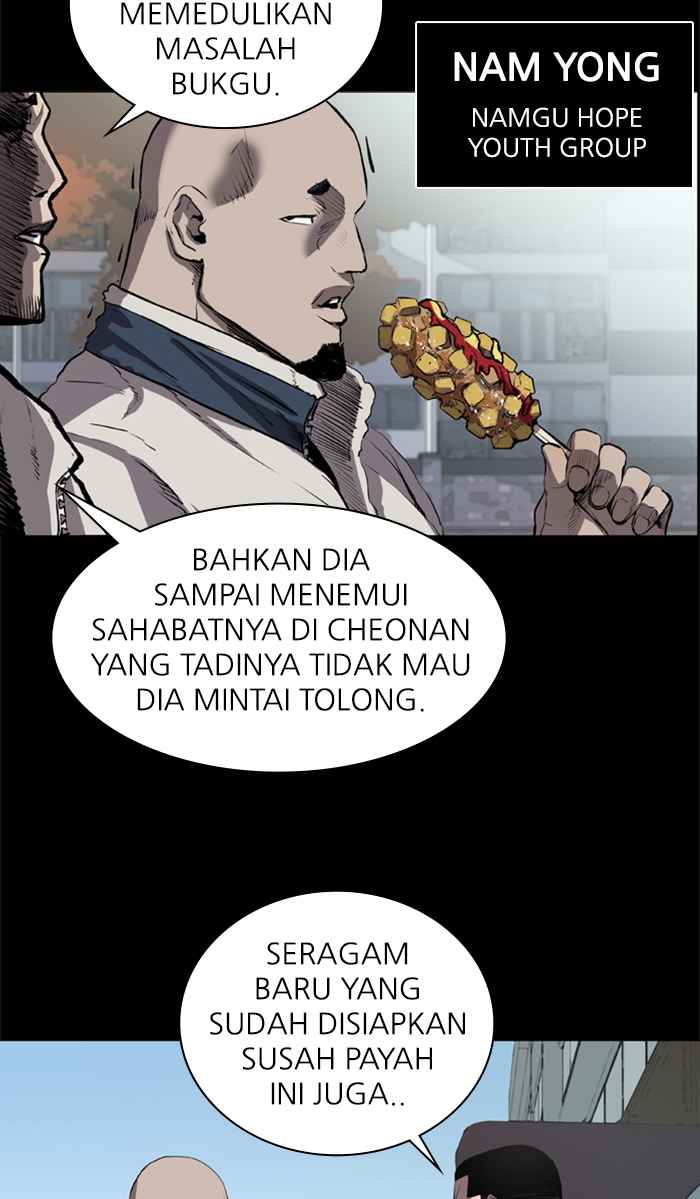 MEMEDULIKAN
MASALAH
BUKGU.
NAM YONG
NAMGU HOPE
YOUTH GROUP
BAHKAN DIA
SAMPAI MENEMUI
SAHABATNYA DI CHEONAN
YANG TADINYA TIDAK MAU
DIA MINTAI TOLONG.
SERAGAM
BARU YANG
SUDAH DISIAPKAN
SUSAH PAYAH
INI JUGA..